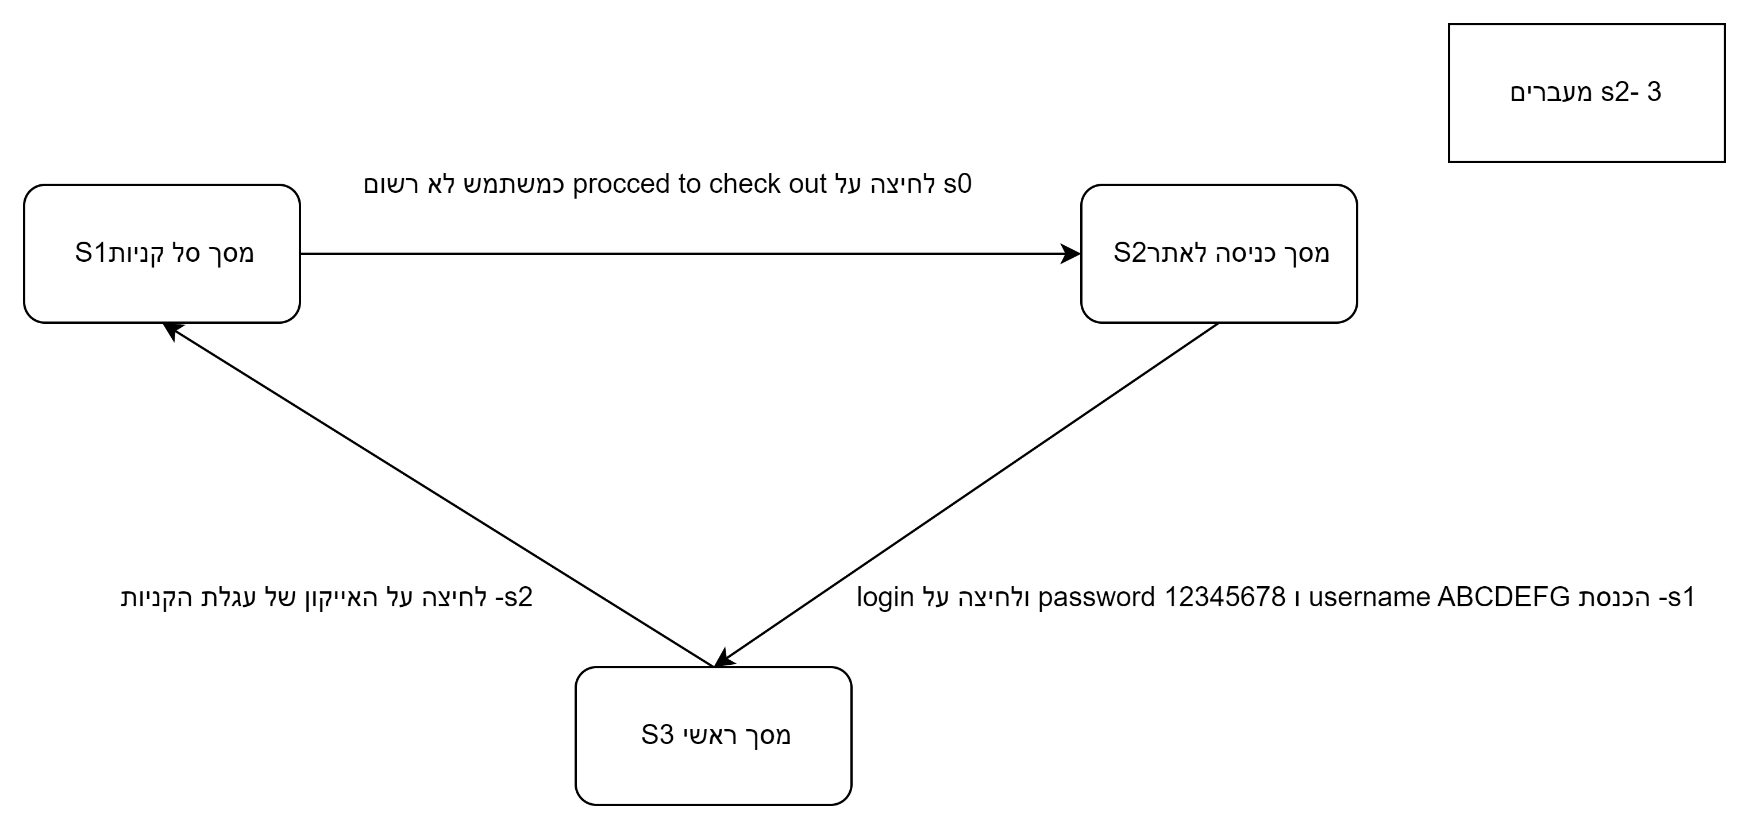 s2- 3 מעברים
s0 לחיצה על procced to check out כמשתמש לא רשום
מסך סל קניותS1
מסך כניסה לאתרS2
s2- לחיצה על האייקון של עגלת הקניות
s1- הכנסת username ABCDEFG ו password 12345678 ולחיצה על login
מסך ראשי S3